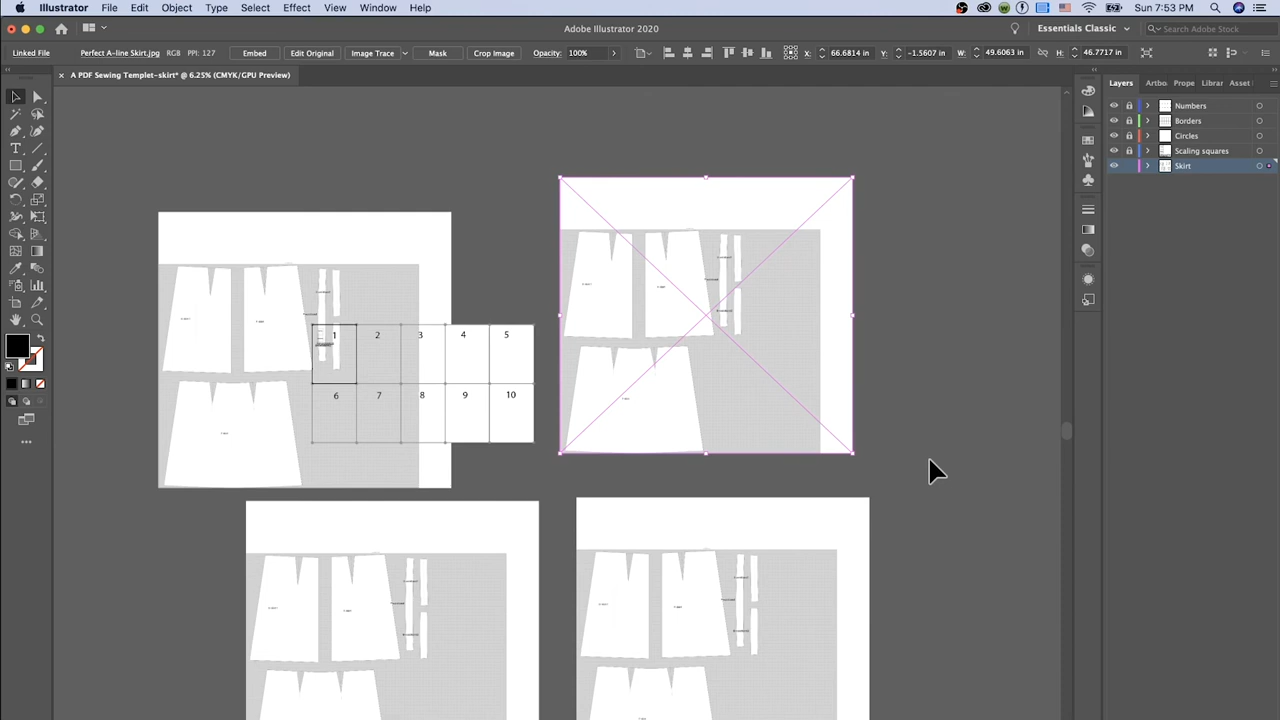 Illustrator File Edit Object Type Select Effect View Window Help Sun 7:53 PM
Adobe Illustrator 2020 Essentials Classic Search Adobe Stock
Linked File Perfect A-line Skirt.jpg RGB PPI: 127 Embed Edit Original Image Trace Mask Crop Image Opacity: 100% X: 66.6814 in Y: -1.5607 in W: 49.6063 in H: 46.7717 in
A PDF Sewing Templet-skirt* @ 6.25% (CMYK/GPU Preview)
Layers Artbo Prope Librar Asset
Numbers
Borders
Circles
Scaling squares
Skirt
1 2 3 4 5
6 7 8 9 10